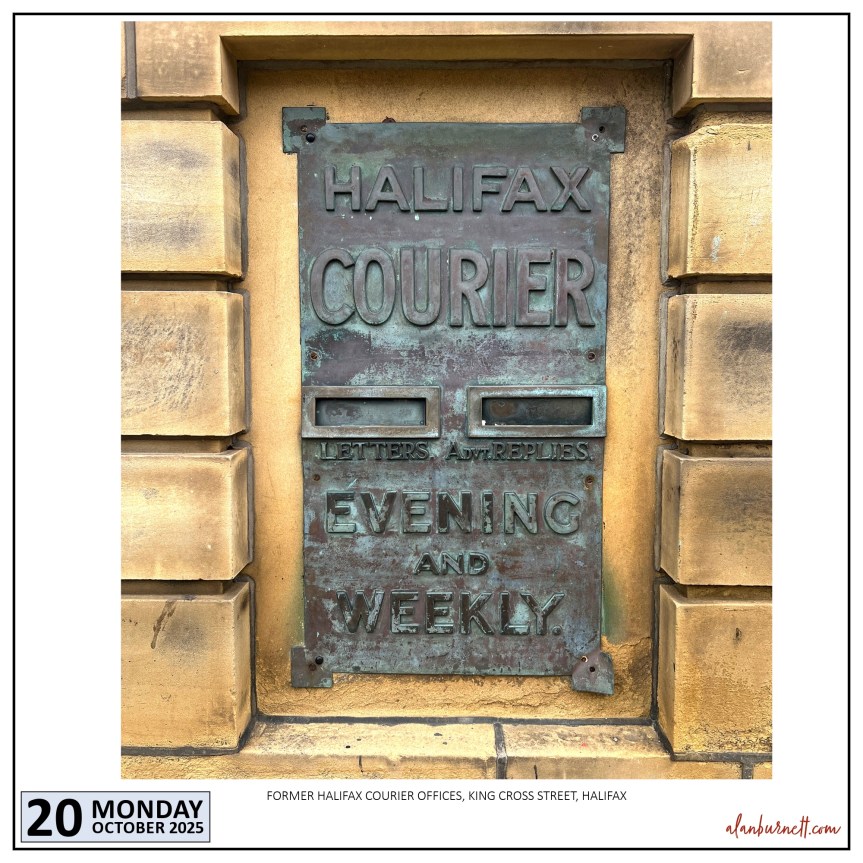 HALIFAX
COURIER
LETTERS. ADVT. REPLIES.
EVENING
AND
WEEKLY.
FORMER HALIFAX COURIER OFFICES, KING CROSS STREET, HALIFAX
20 MONDAY
OCTOBER 2025
alanburnett.com